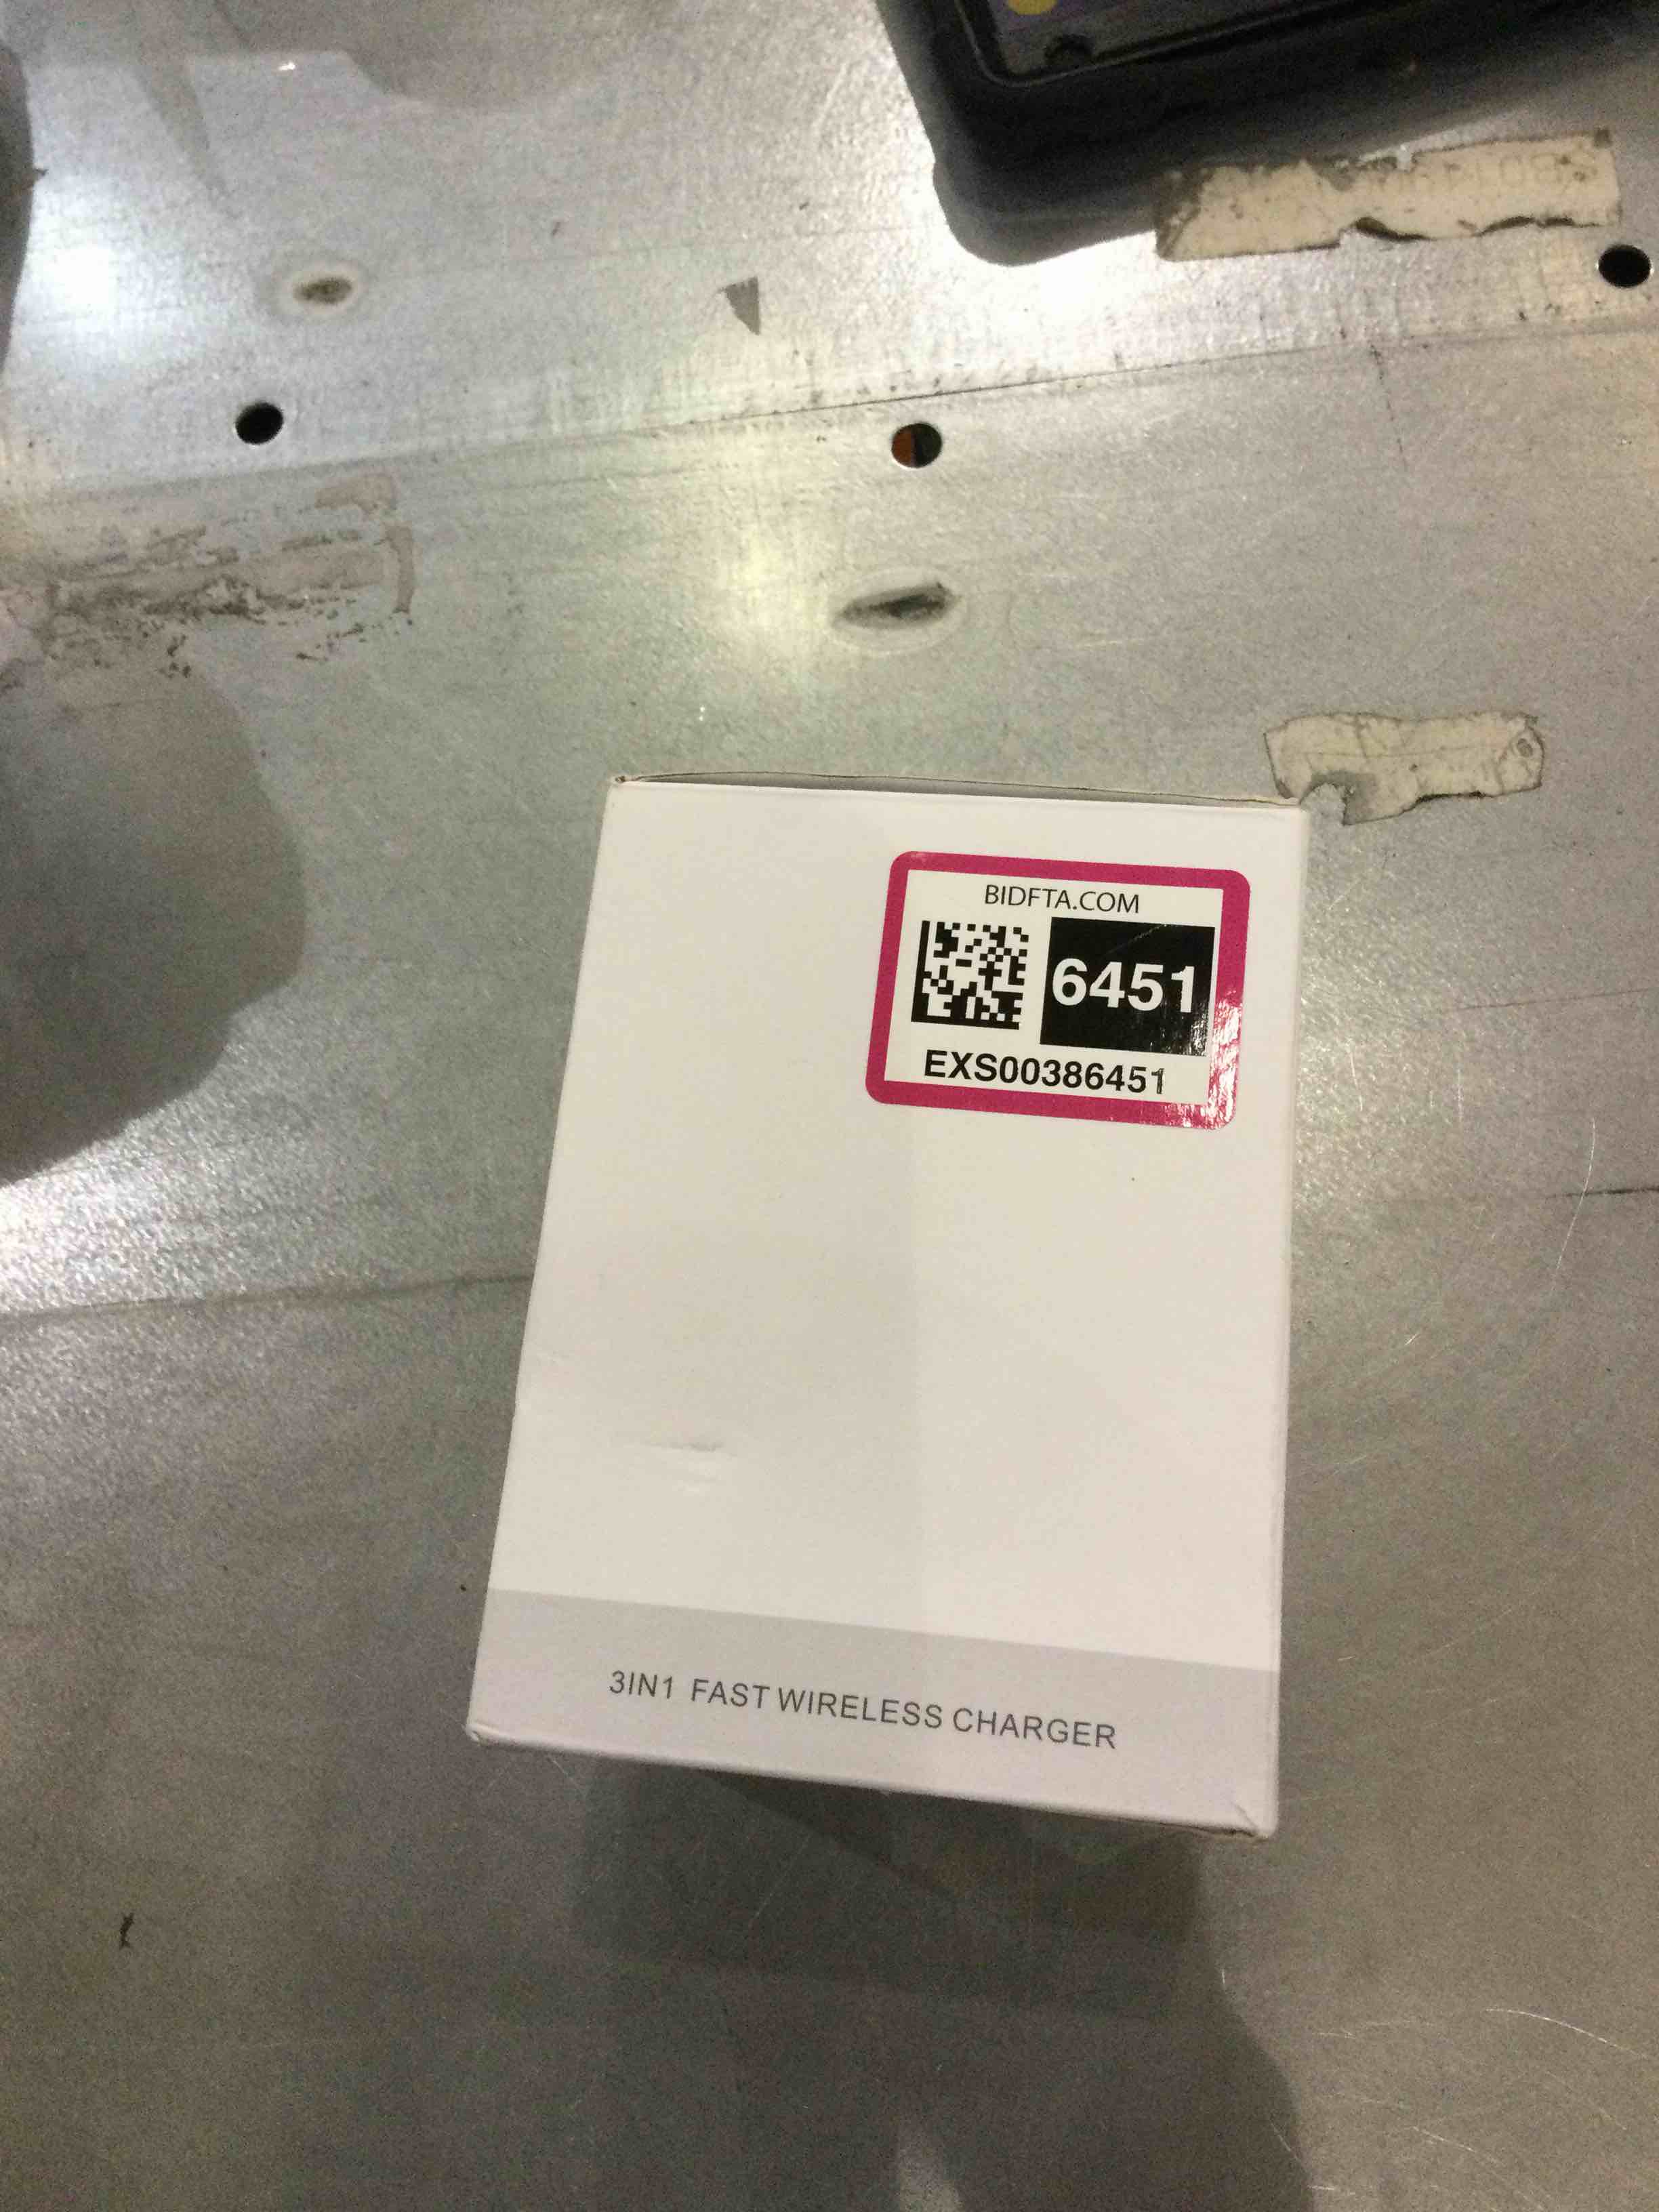 BIDFTA.COM
6451
EXS00386451
3IN1 FAST WIRELESS CHARGER